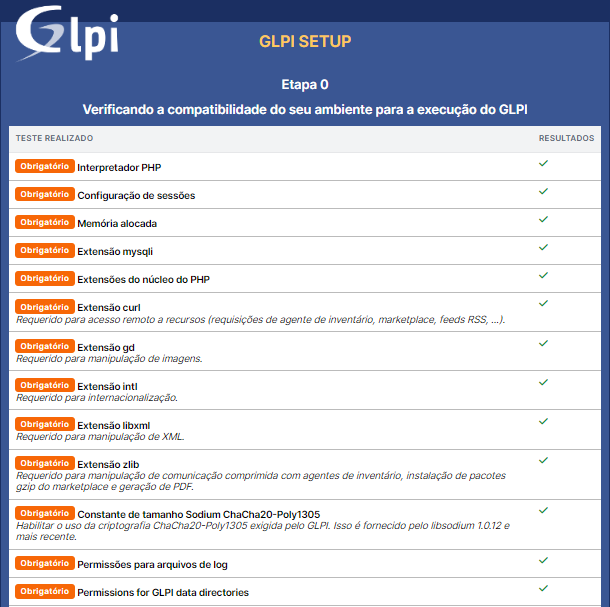 Glpi
GLPI SETUP
Etapa 0
Verificando a compatibilidade do seu ambiente para a execução do GLPI
TESTE REALIZADO RESULTADOS
Obrigatório Interpretador PHP
Obrigatório Configuração de sessões
Obrigatório Memória alocada
Obrigatório Extensão mysqli
Obrigatório Extensões do núcleo do PHP
Obrigatório Extensão curl
Requerido para acesso remoto a recursos (requisições de agente de inventário, marketplace, feeds RSS, ...).
Obrigatório Extensão gd
Requerido para manipulação de imagens.
Obrigatório Extensão intl
Requerido para internacionalização.
Obrigatório Extensão libxml
Requerido para manipulação de XML.
Obrigatório Extensão zlib
Requerido para manipulação de comunicação comprimida com agentes de inventário, instalação de pacotes
gzip do marketplace e geração de PDF.
Obrigatório Constante de tamanho Sodium ChaCha20-Poly1305
Habilitar o uso da criptografia ChaCha20-Poly1305 exigida pelo GLPI. Isso é fornecido pelo libsodium 1.0.12 e
mais recente.
Obrigatório Permissões para arquivos de log
Obrigatório Permissions for GLPI data directories